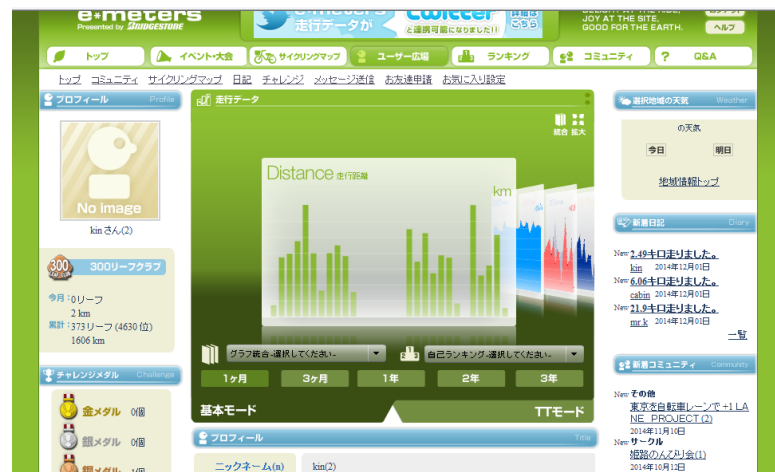 e*meters
Presented by BRIDGESTONE
e*meters
走行データが
twitter
と連携可能になりました!!
詳細は
こちら
JOY AT THE SITE,
GOOD FOR THE EARTH.
ヘルプ
トップ
イベント・大会
サイクリングマップ
ユーザー広場
ランキング
コミュニティ
Q&A
トップ コミュニティ サイクリングマップ 日記 チャレンジ メッセージ送信 お友達申請 お気に入り設定
プロフィール Profile
No image
kin さん(2)
300
300リーフクラブ
今月:0リーフ
2 km
累計:373リーフ (4630 位)
1606 km
チャレンジメダル Challenge
金メダル 0個
銀メダル 0個
走行データ
統合 拡大
Distance 走行距離
km
グラフ統合-選択してください-
自己ランキング-選択してください-
1ヶ月
3ヶ月
1年
2年
3年
基本モード
TTモード
プロフィール Title
ニックネーム(n) kin(2)
選択地域の天気 Weather
の天気
今日 明日
地域情報トップ
新着日記 Diary
New 2.49キロ走りました。
kin 2014年12月01日
New 6.06キロ走りました。
cabin 2014年12月01日
New 21.9キロ走りました。
mr.k 2014年12月01日
一覧
新着コミュニティ Community
New その他
東京を自転車レーンで +1 LA
NE PROJECT (2)
2014年11月10日
New サークル
姫路ののんびり会(1)
2014年10月12日